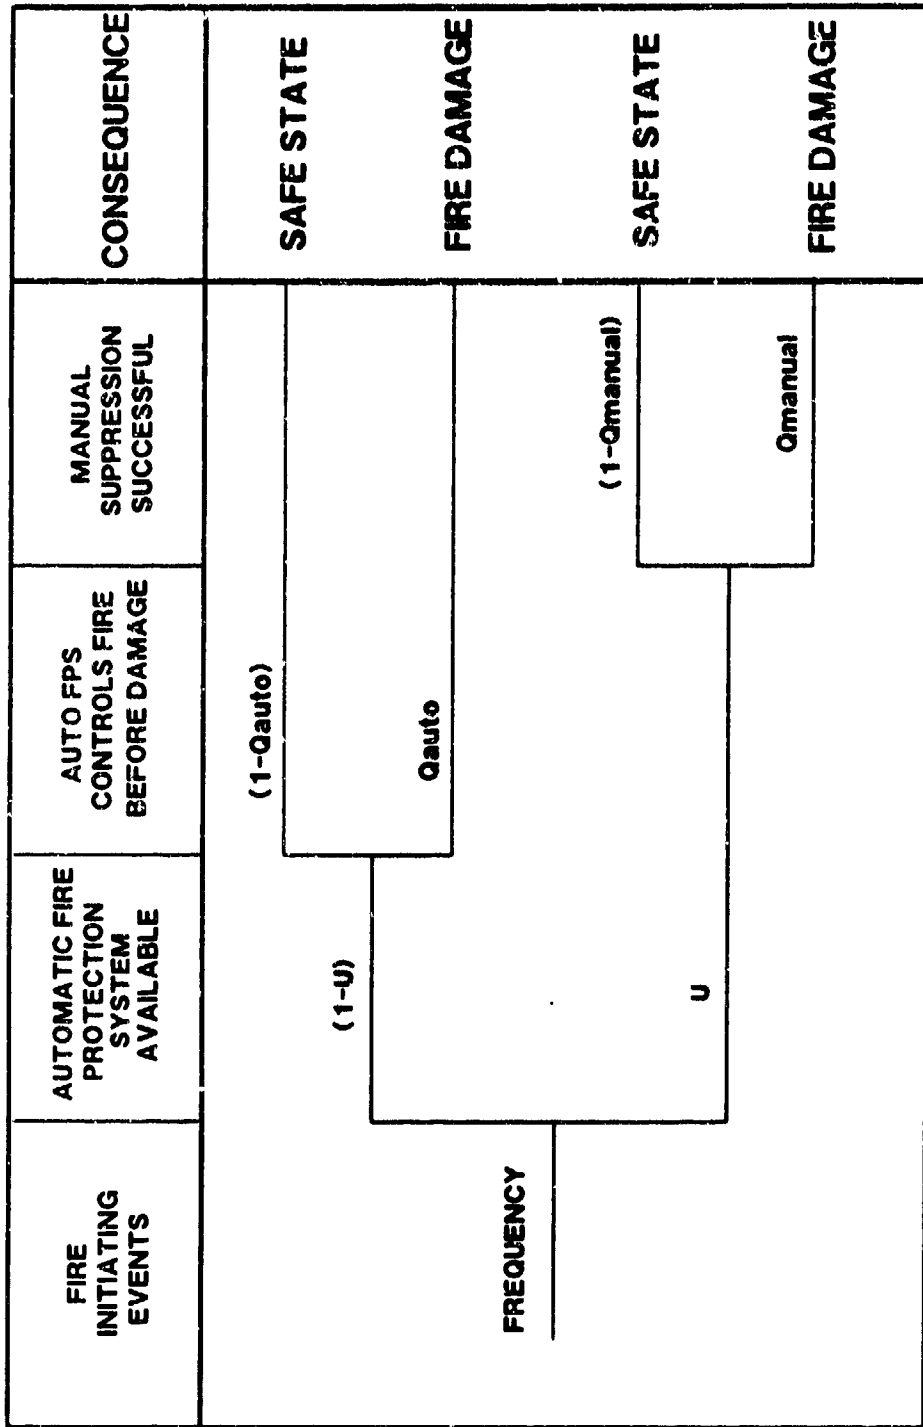 FIRE
INITIATING
EVENTS
AUTOMATIC FIRE
PROTECTION
SYSTEM
AVAILABLE
AUTO FPS
CONTROLS FIRE
BEFORE DAMAGE
MANUAL
SUPPRESSION
SUCCESSFUL
CONSEQUENCE
(1-Qauto)
SAFE STATE
(1-U)
Qauto
FIRE DAMAGE
FREQUENCY
(1-Qmanual)
SAFE STATE
U
Qmanual
FIRE DAMAGE